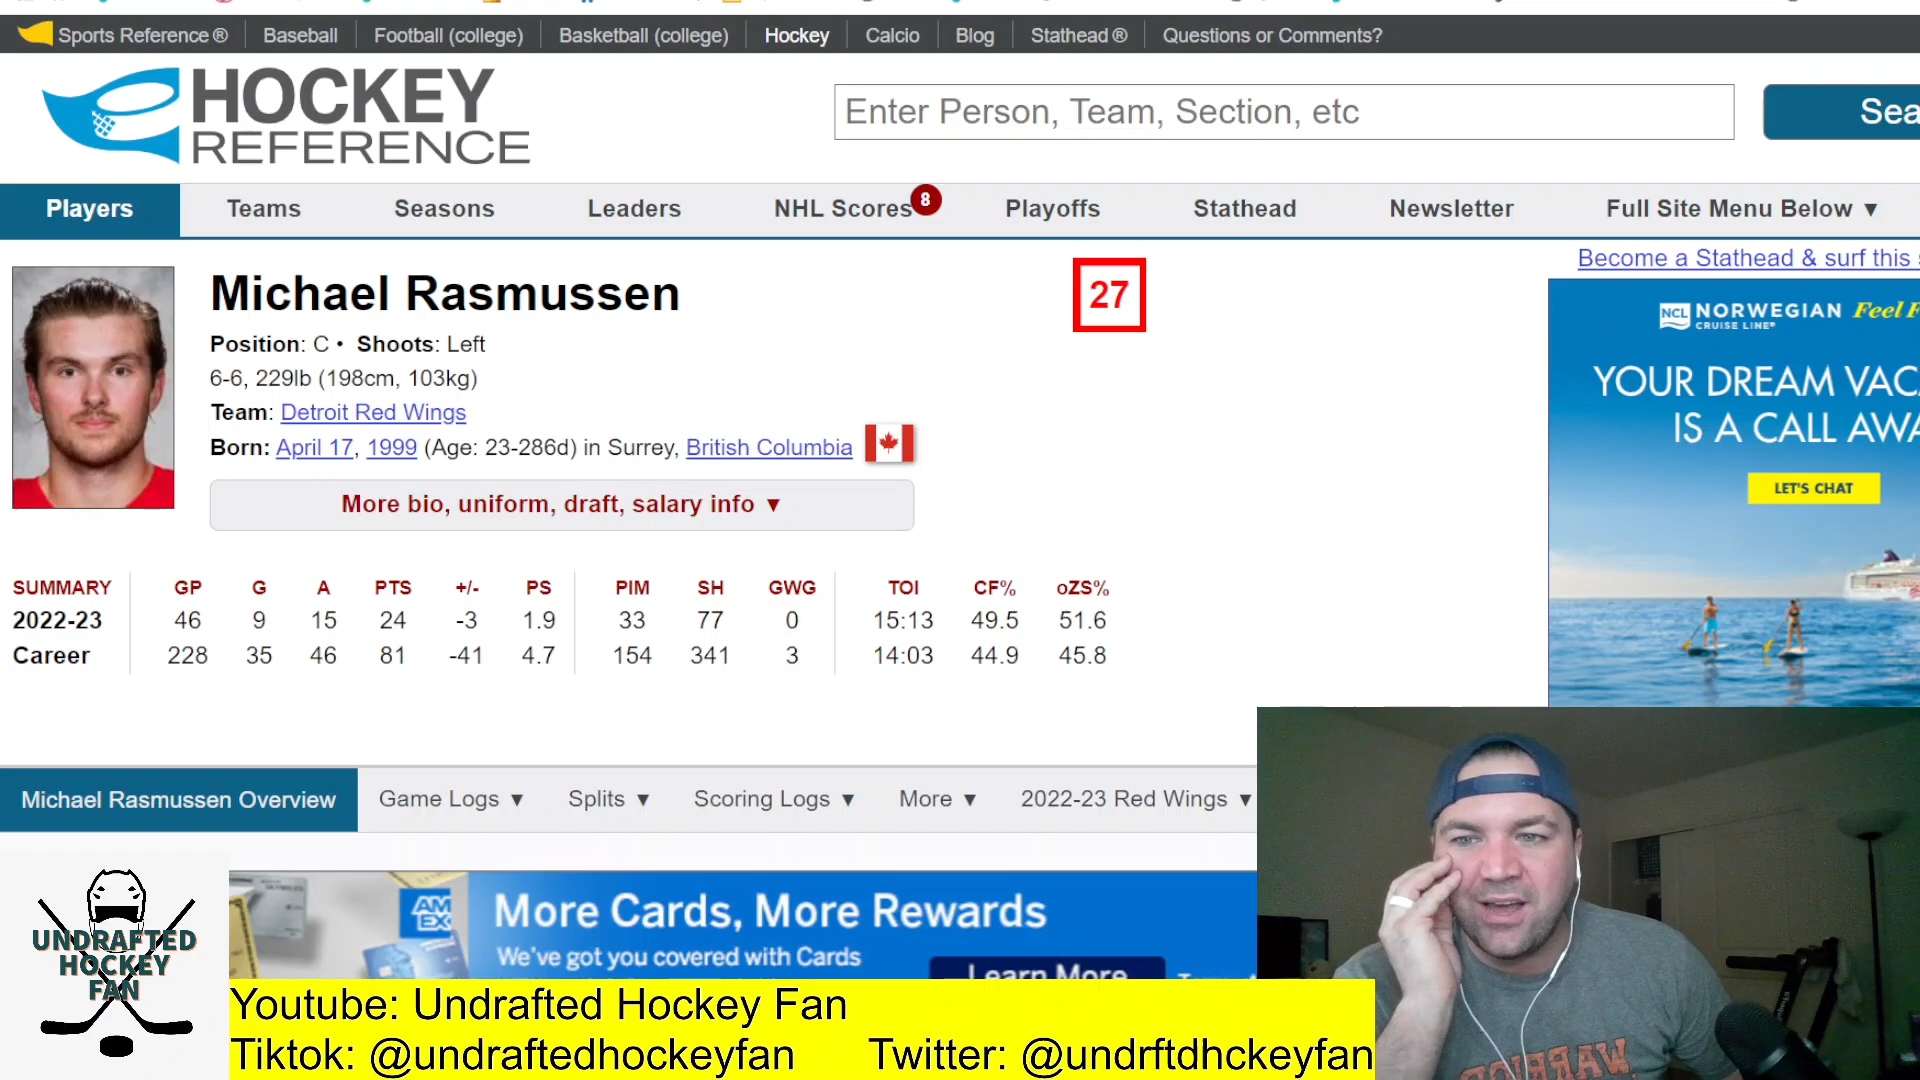 Sports Reference ® Baseball Football (college) Basketball (college) Hockey Calcio Blog Stathead ® Questions or Comments?
HOCKEY
REFERENCE
Enter Person, Team, Section, etc
Players Teams Seasons Leaders NHL Scores 8 Playoffs Stathead Newsletter Full Site Menu Below ▼
Become a Stathead & surf this
Michael Rasmussen
27
Position: C • Shoots: Left
6-6, 229lb (198cm, 103kg)
Team: Detroit Red Wings
Born: April 17, 1999 (Age: 23-286d) in Surrey, British Columbia
More bio, uniform, draft, salary info ▼
NCL NORWEGIAN Feel
CRUISE LINE®
YOUR DREAM
IS A CALL
LET'S CHAT
SUMMARY GP G A PTS +/- PS PIM SH GWG TOI CF% oZS%
2022-23 46 9 15 24 -3 1.9 33 77 0 15:13 49.5 51.6
Career 228 35 46 81 -41 4.7 154 341 3 14:03 44.9 45.8
Michael Rasmussen Overview Game Logs ▼ Splits ▼ Scoring Logs ▼ More ▼ 2022-23 Red Wings ▼
AM
EX
More Cards, More Rewards
We've got you covered with Cards
Learn More
UNDRAFTED
HOCKEY
FAN
Youtube: Undrafted Hockey Fan
Tiktok: @undraftedhockeyfan Twitter: @undrftdhckeyfan